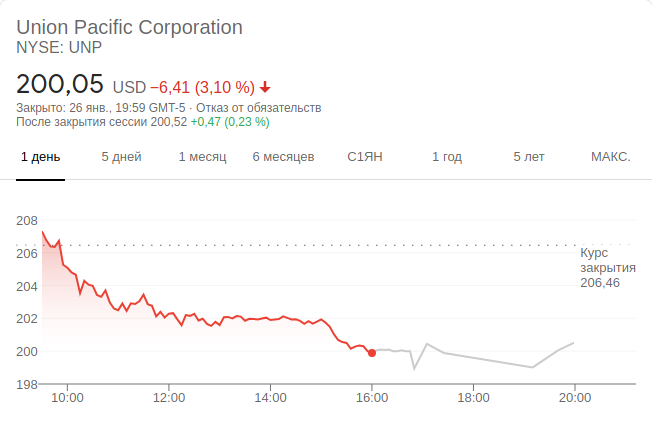 Union Pacific Corporation
NYSE: UNP
200,05 USD −6,41 (3,10 %)
Закрыто: 26 янв., 19:59 GMT-5 · Отказ от обязательств
После закрытия сессии 200,52 +0,47 (0,23 %)
1 день 5 дней 1 месяц 6 месяцев С1ЯН 1 год 5 лет МАКС.
208
206
204
202
200
198
Курс
закрытия
206,46
10:00 12:00 14:00 16:00 18:00 20:00